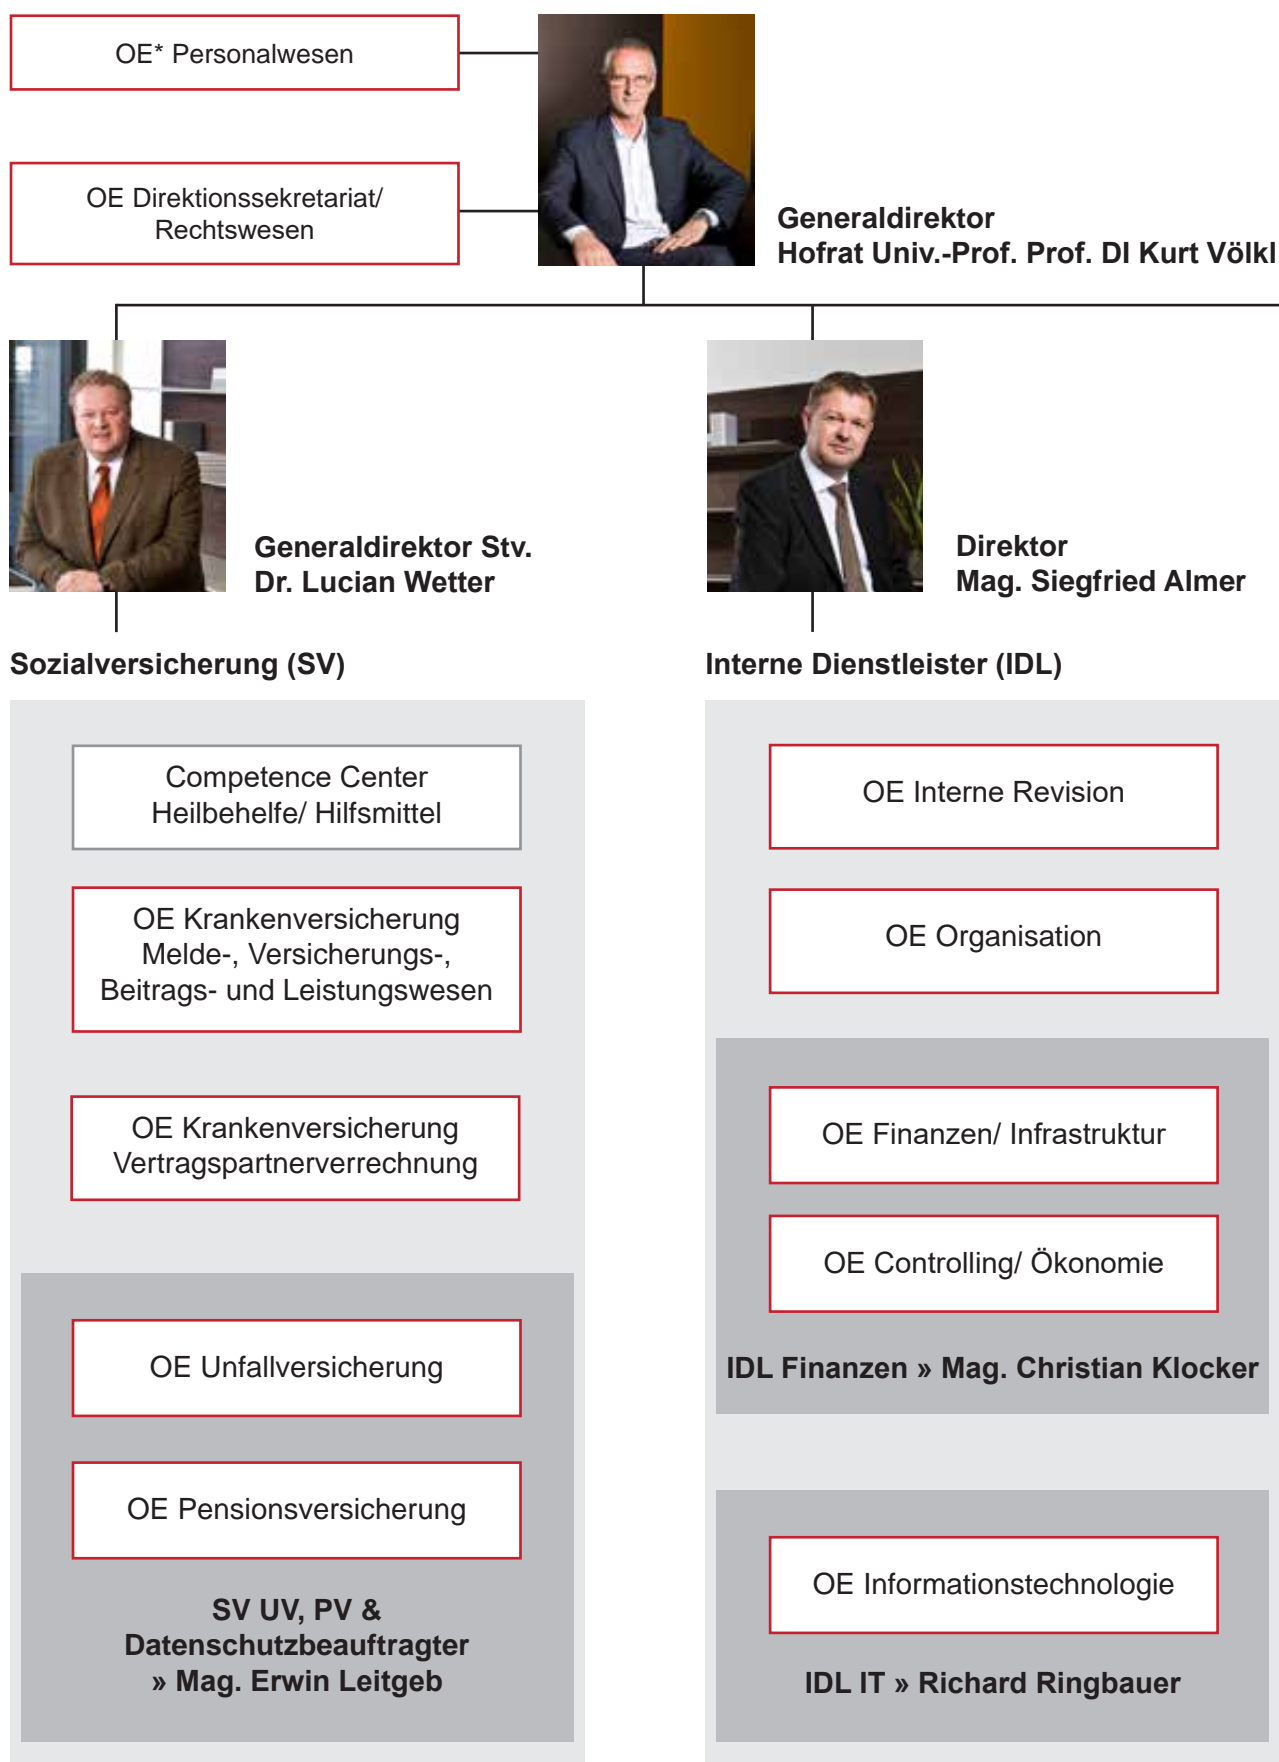 OE* Personalwesen
OE Direktionssekretariat/
Rechtswesen
Generaldirektor
Hofrat Univ.-Prof. Prof. DI Kurt Völkl
Generaldirektor Stv.
Dr. Lucian Wetter
Direktor
Mag. Siegfried Almer
Sozialversicherung (SV)
Competence Center
Heilbehelfe/ Hilfsmittel
OE Krankenversicherung
Melde-, Versicherungs-,
Beitrags- und Leistungswesen
OE Krankenversicherung
Vertragspartnerverrechnung
OE Unfallversicherung
OE Pensionsversicherung
SV UV, PV &
Datenschutzbeauftragter
» Mag. Erwin Leitgeb
Interne Dienstleister (IDL)
OE Interne Revision
OE Organisation
OE Finanzen/ Infrastruktur
OE Controlling/ Ökonomie
IDL Finanzen » Mag. Christian Klocker
OE Informationstechnologie
IDL IT » Richard Ringbauer